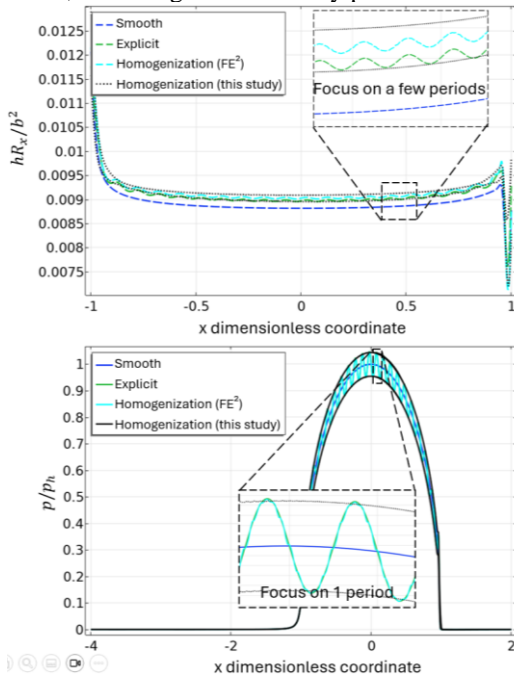 0.0125
0.012
0.0115
0.011
0.0105
0.01
0.0095
0.009
0.0085
0.008
0.0075
hRₓ/b²
Smooth
Explicit
Homogenization (FE²)
Homogenization (this study)
Focus on a few periods
-1
-0.5
0
0.5
1
x dimensionless coordinate
1
0.9
0.8
0.7
0.6
0.5
0.4
0.3
0.2
0.1
0
p/pₕ
Smooth
Explicit
Homogenization (FE²)
Homogenization (this study)
Focus on 1 period
-4
-2
0
2
x dimensionless coordinate